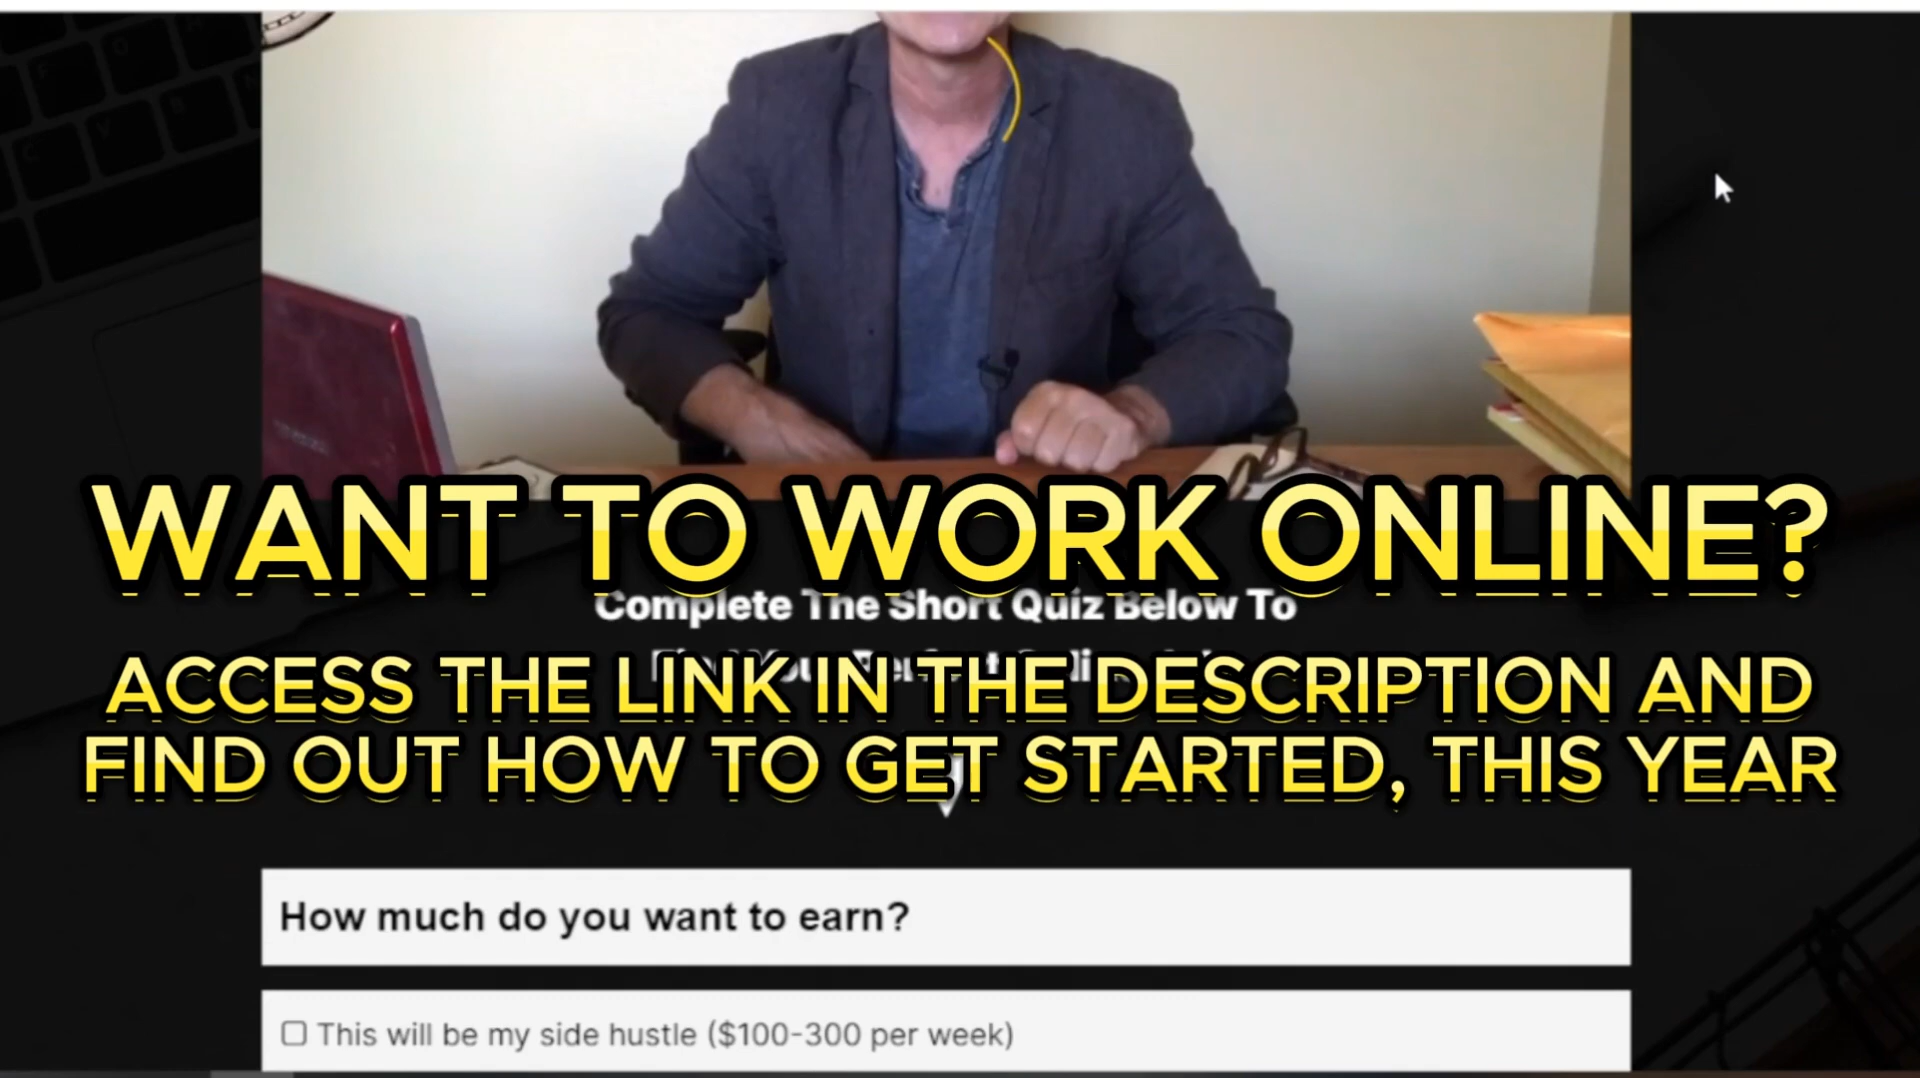 WANT TO WORK ONLINE?
Complete The Short Quiz Below To
ACCESS THE LINK IN THE DESCRIPTION AND
FIND OUT HOW TO GET STARTED, THIS YEAR
How much do you want to earn?
This will be my side hustle ($100-300 per week)